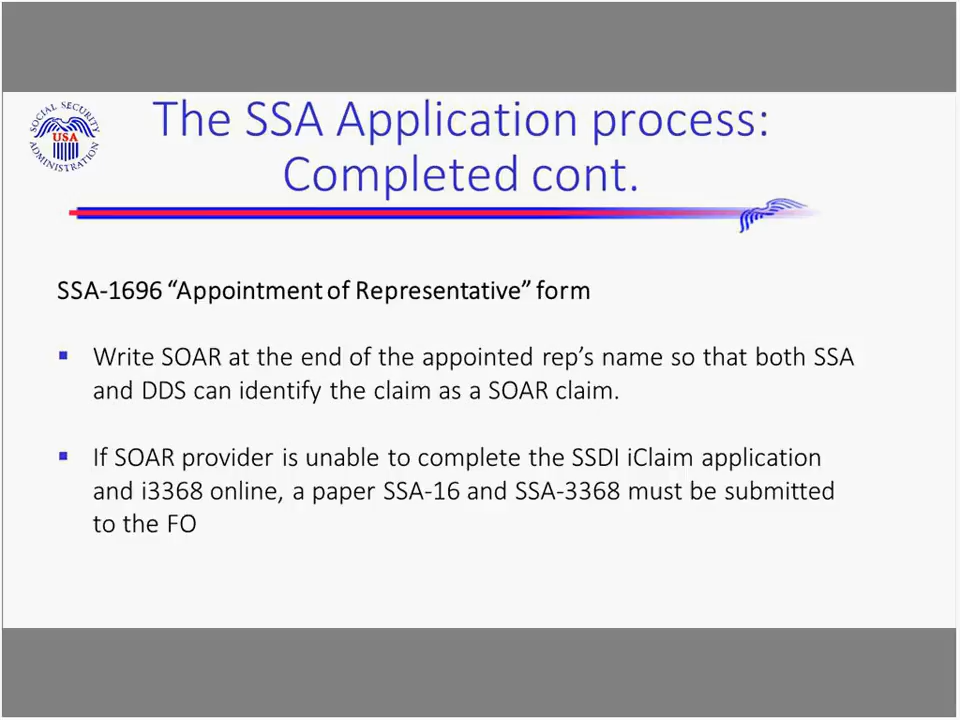 SOCIAL SECURITY ADMINISTRATION
USA
The SSA Application process:
Completed cont.
SSA-1696 “Appointment of Representative” form
▪ Write SOAR at the end of the appointed rep’s name so that both SSA
and DDS can identify the claim as a SOAR claim.
▪ If SOAR provider is unable to complete the SSDI iClaim application
and i3368 online, a paper SSA-16 and SSA-3368 must be submitted
to the FO